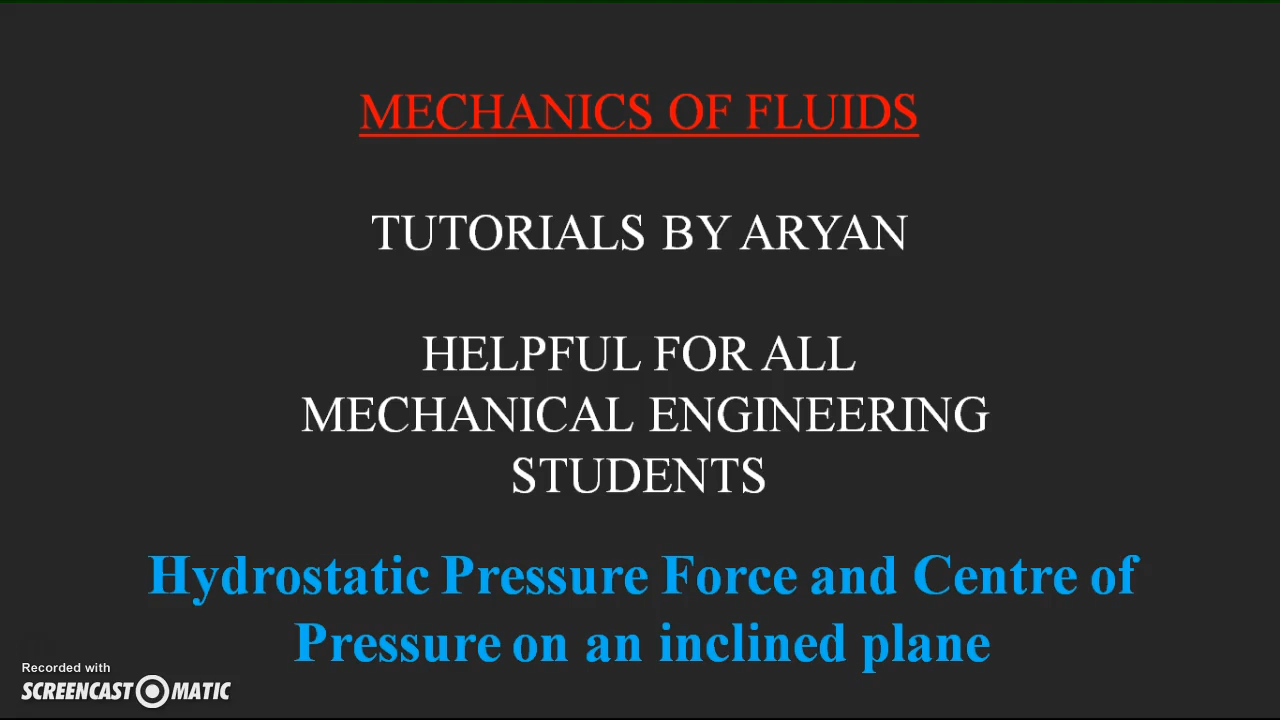 MECHANICS OF FLUIDS
TUTORIALS BY ARYAN
HELPFUL FOR ALL
MECHANICAL ENGINEERING
STUDENTS
Hydrostatic Pressure Force and Centre of
Pressure on an inclined plane
Recorded with
SCREENCAST MATIC